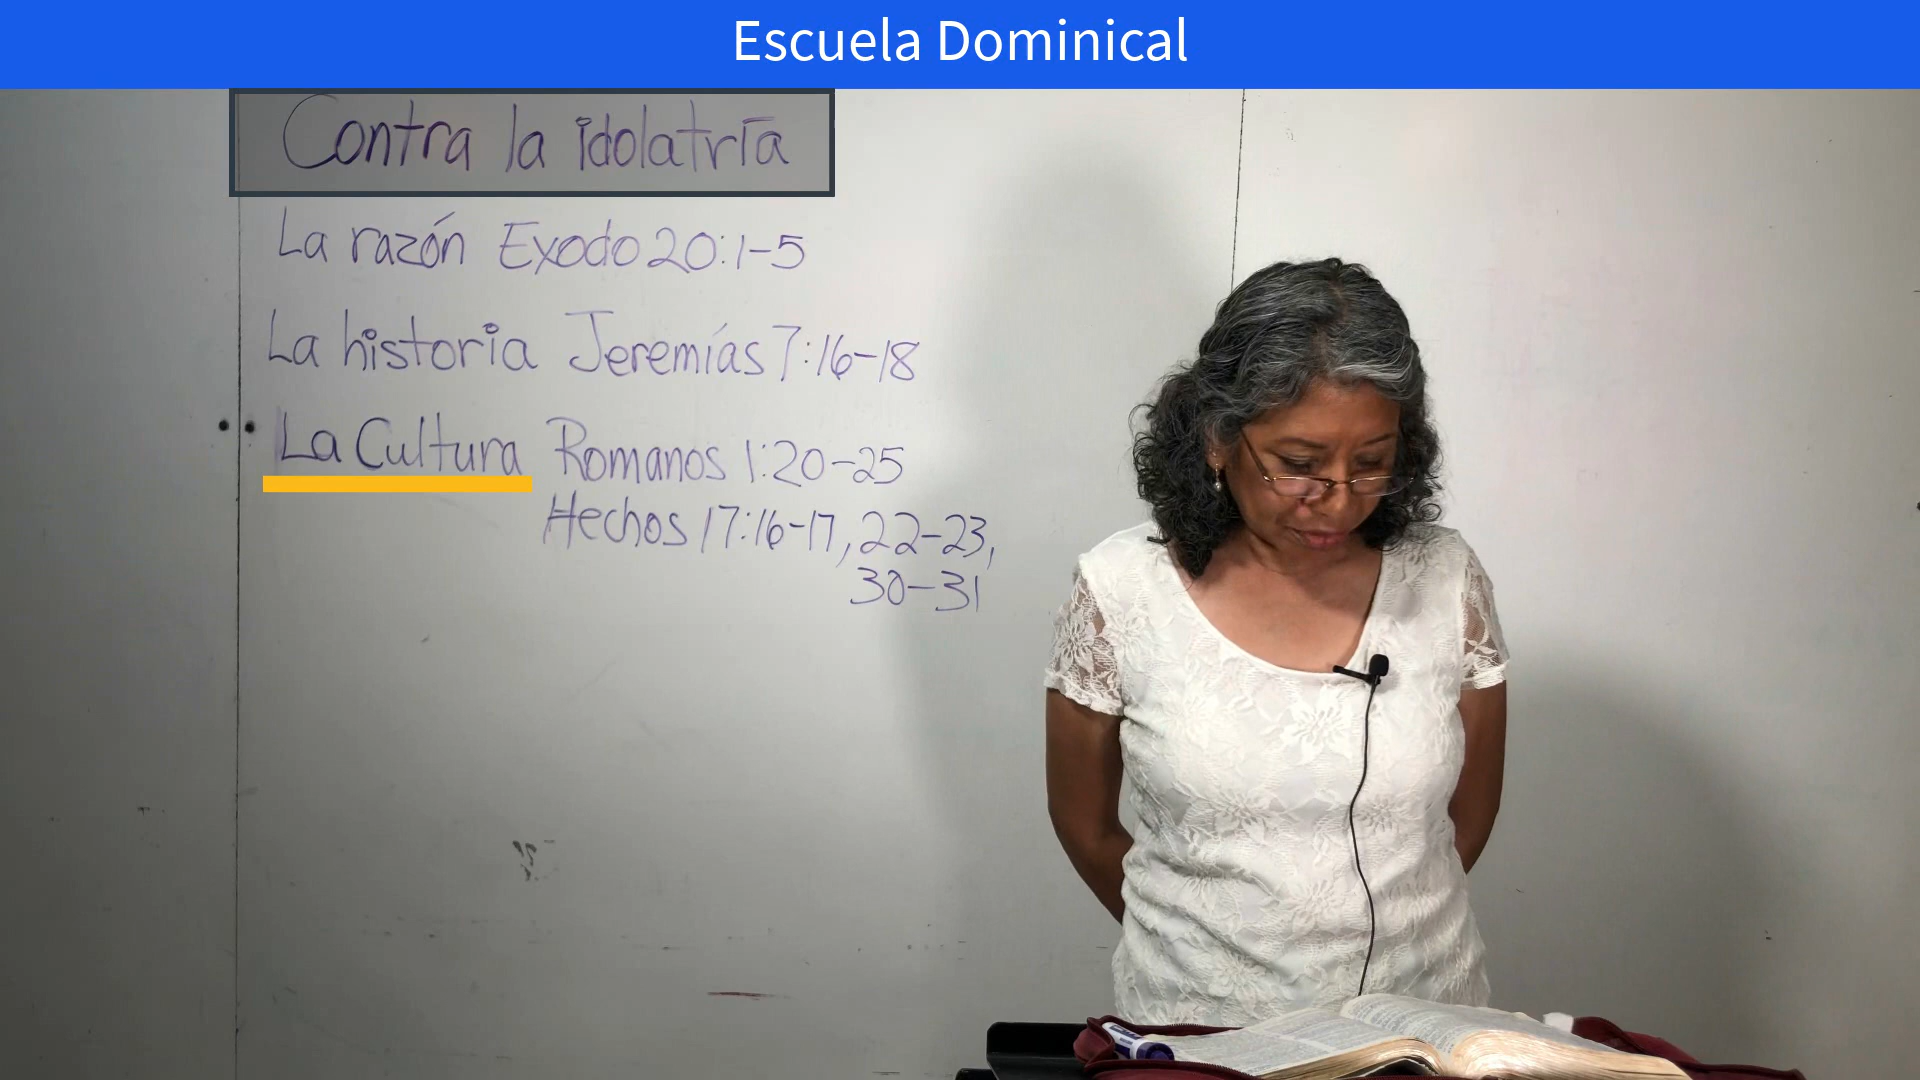 Escuela Dominical
Contra la idolatría
La razón Exodo 20:1-5
La historia Jeremías 7:16-18
La Cultura Romanos 1:20-25
Hechos 17:16-17, 22-23,
30-31